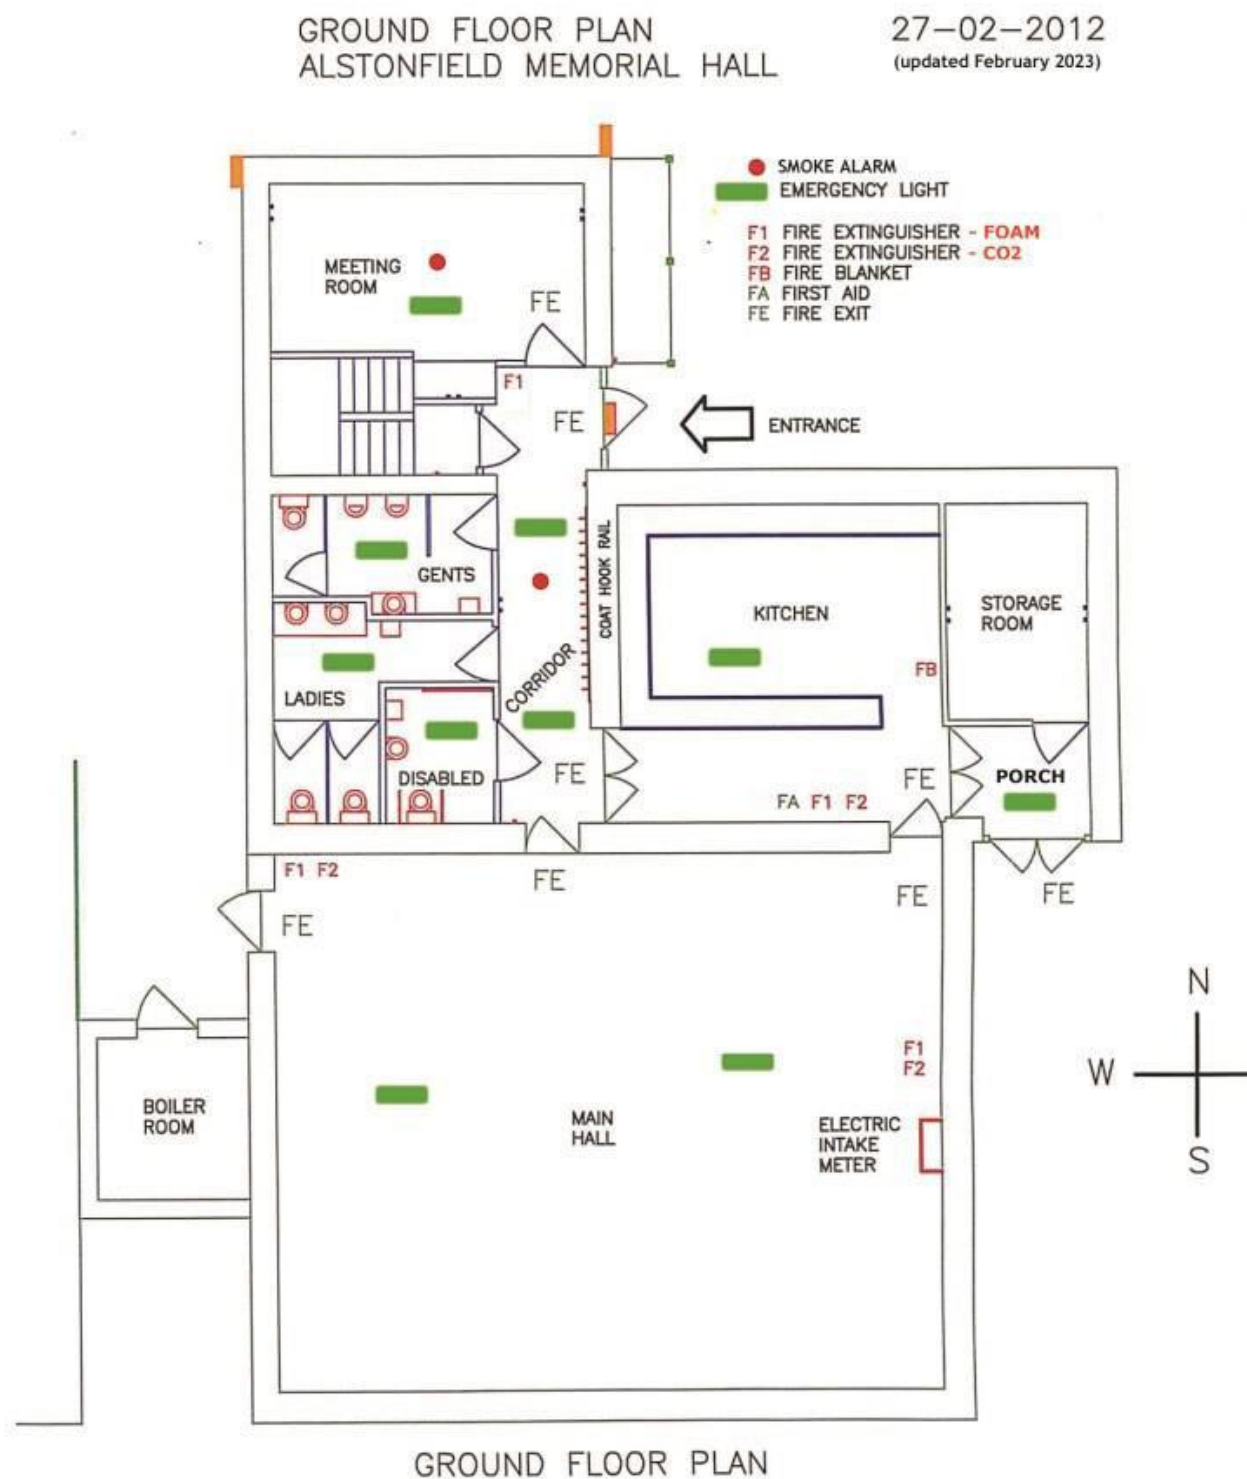 GROUND FLOOR PLAN
ALSTONFIELD MEMORIAL HALL
27-02-2012
(updated February 2023)
SMOKE ALARM
EMERGENCY LIGHT
F1 FIRE EXTINGUISHER - FOAM
F2 FIRE EXTINGUISHER - CO2
FB FIRE BLANKET
FA FIRST AID
FE FIRE EXIT
MEETING
ROOM
FE
F1
FE
ENTRANCE
GENTS
COAT HOOK RAIL
KITCHEN
STORAGE
ROOM
CORRIDOR
FB
LADIES
DISABLED
FE
FE
PORCH
FA F1 F2
F1 F2
FE
FE
FE
FE
N
F1
F2
W
BOILER
ROOM
MAIN
HALL
ELECTRIC
INTAKE
METER
S
GROUND FLOOR PLAN